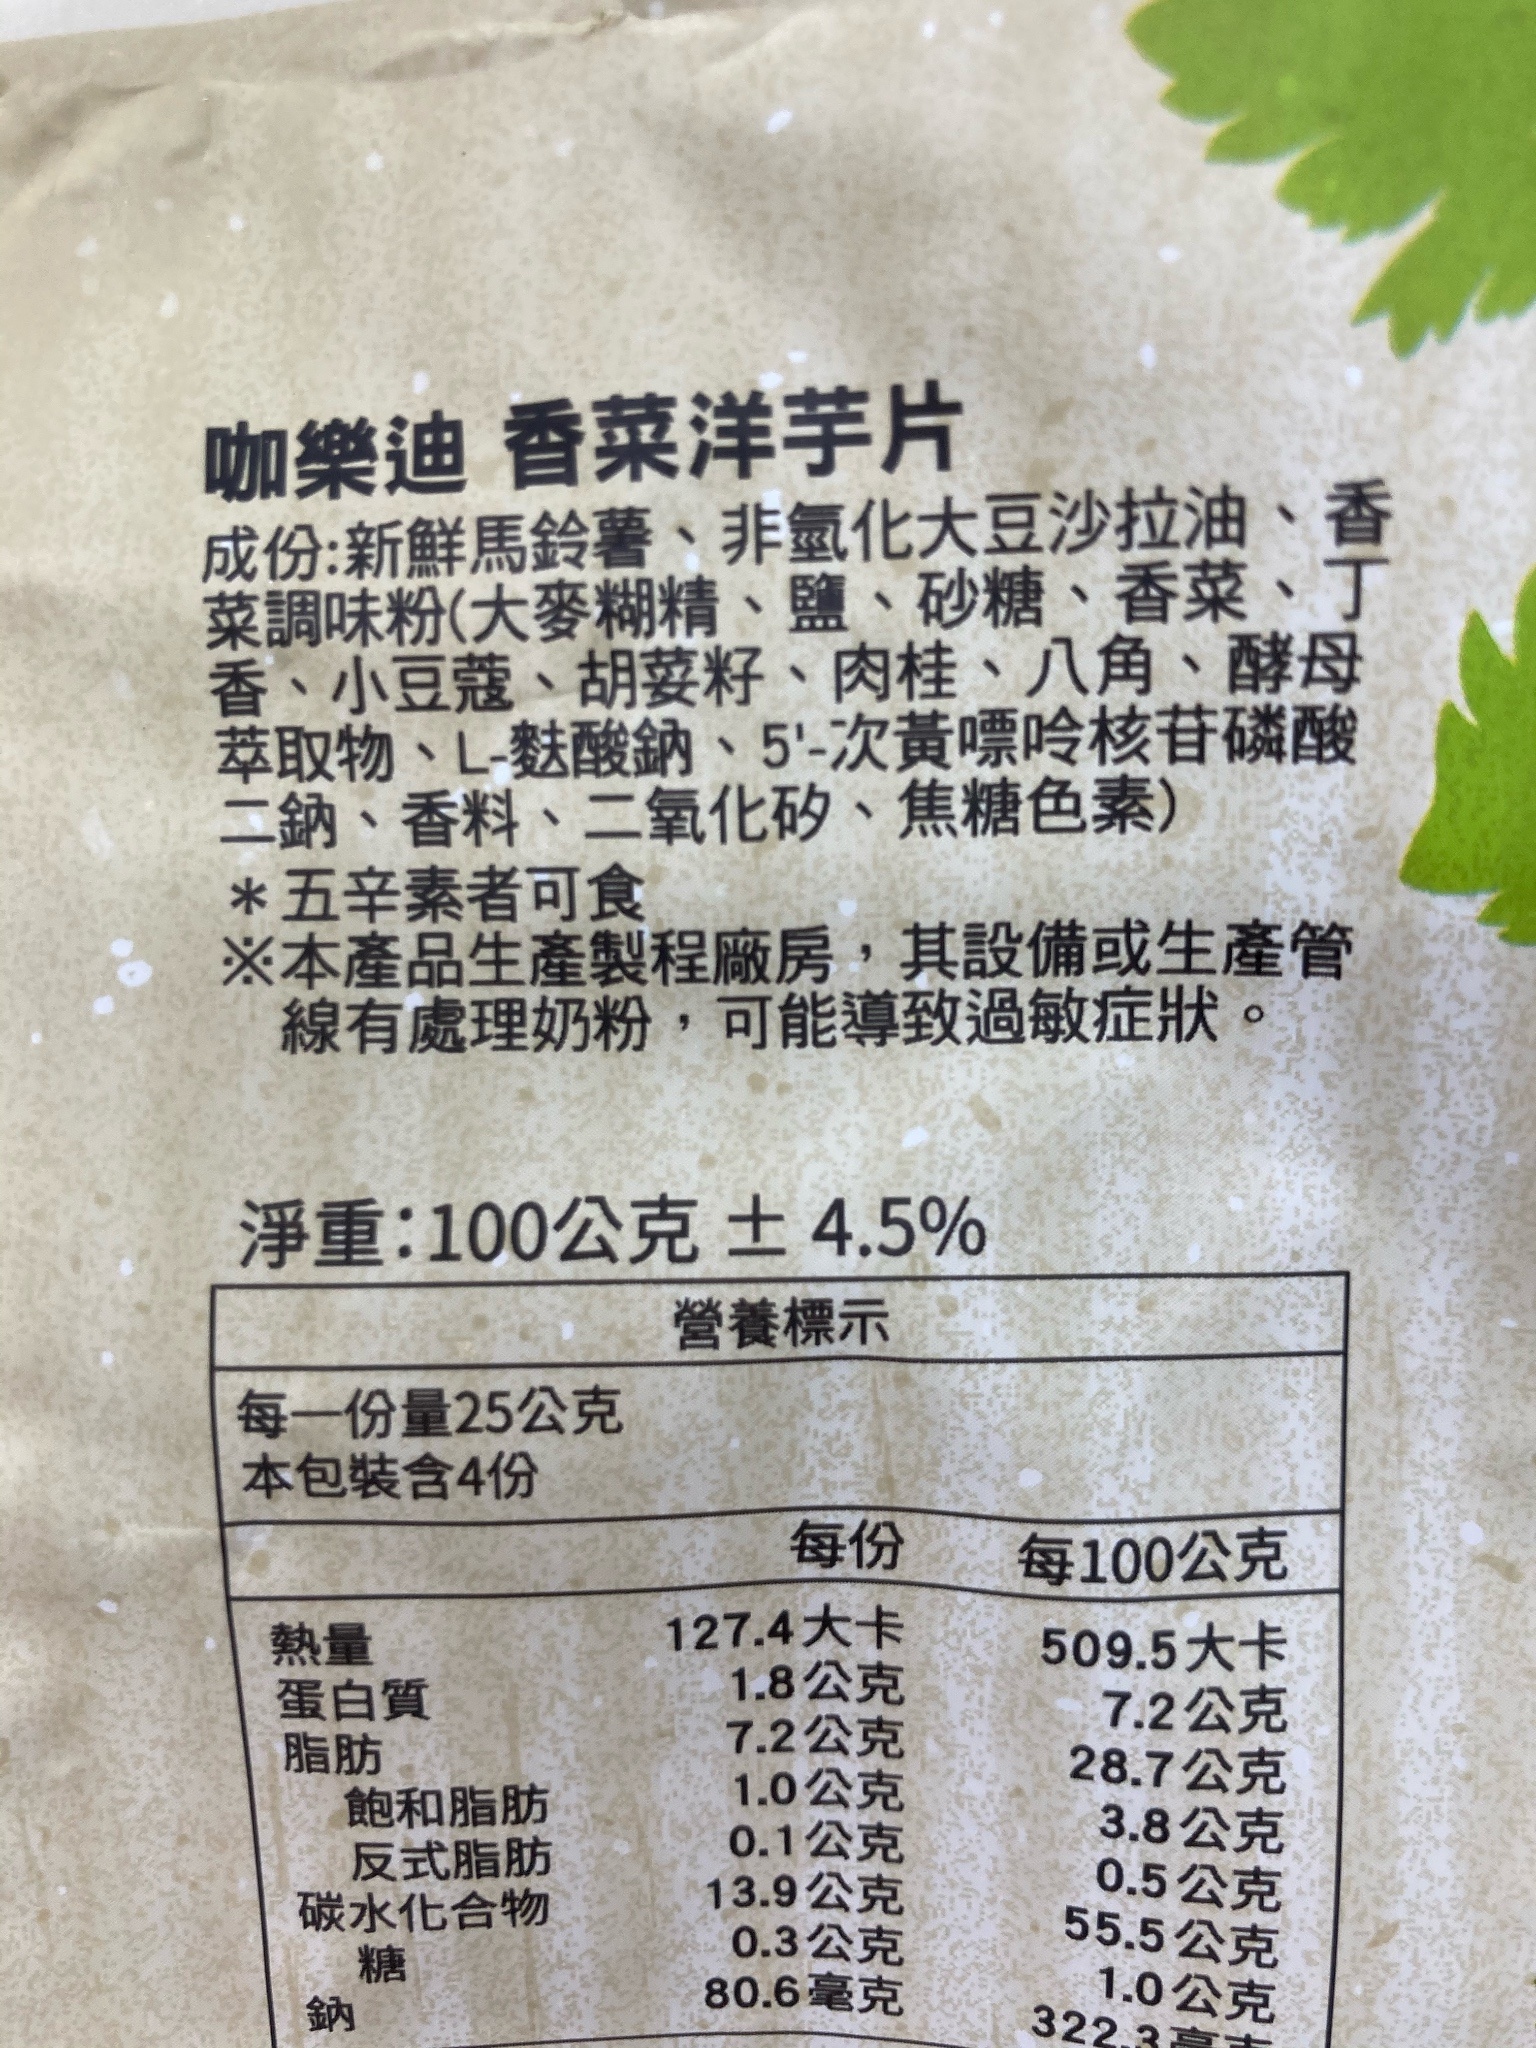 咖樂迪 香菜洋芋片
成份:新鮮馬鈴薯、非氫化大豆沙拉油、香
菜調味粉(大麥糊精、鹽、砂糖、香菜、丁
香、小豆蔻、胡荽籽、肉桂、八角、酵母
萃取物、L-麩酸鈉、5'-次黃嘌呤核苷磷酸
二鈉、香料、二氧化矽、焦糖色素)
＊五辛素者可食
※本產品生產製程廠房，其設備或生產管
線有處理奶粉，可能導致過敏症狀。
淨重:100公克 ± 4.5%
營養標示
每一份量25公克
本包裝含4份
每份 每100公克
熱量 127.4大卡 509.5大卡
蛋白質 1.8公克 7.2公克
脂肪 7.2公克 28.7公克
飽和脂肪 1.0公克 3.8公克
反式脂肪 0.1公克 0.5公克
碳水化合物 13.9公克 55.5公克
糖 0.3公克 1.0公克
鈉 80.6毫克 322.3毫克